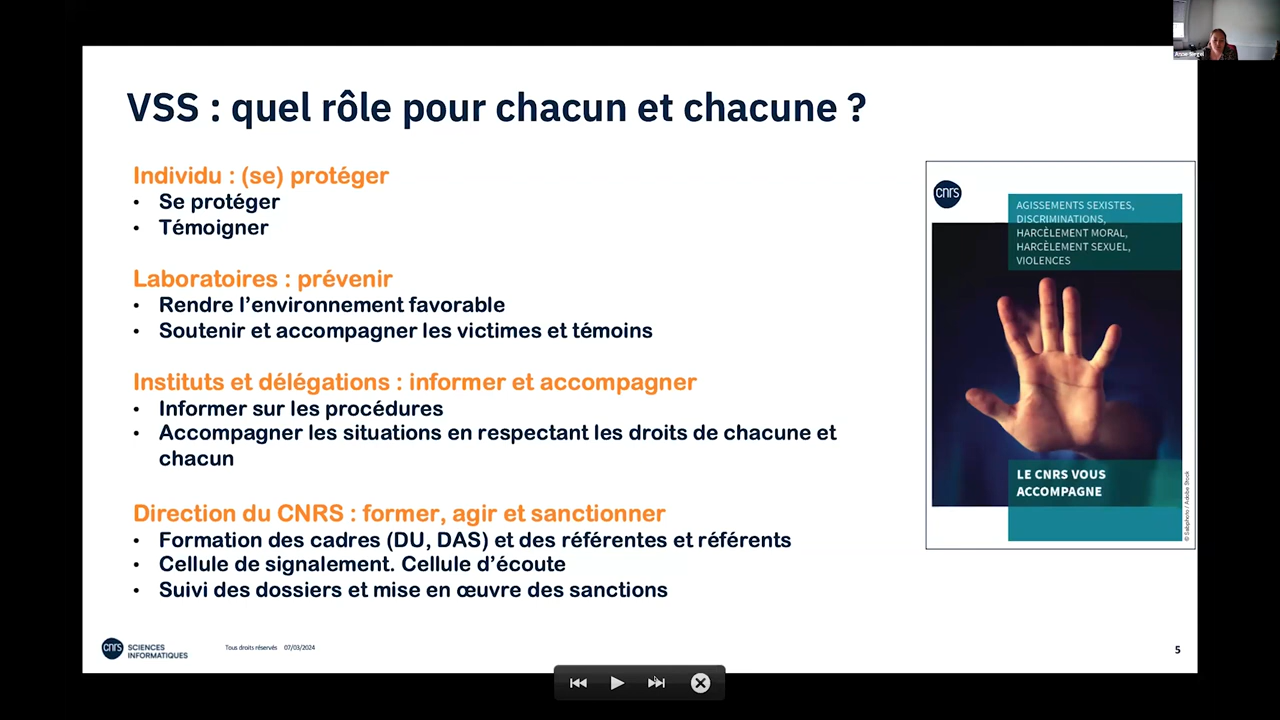 VSS : quel rôle pour chacun et chacune ?
Individu : (se) protéger
• Se protéger
• Témoigner
Laboratoires : prévenir
• Rendre l'environnement favorable
• Soutenir et accompagner les victimes et témoins
Instituts et délégations : informer et accompagner
• Informer sur les procédures
• Accompagner les situations en respectant les droits de chacune et
chacun
Direction du CNRS : former, agir et sanctionner
• Formation des cadres (DU, DAS) et des référentes et référents
• Cellule de signalement. Cellule d'écoute
• Suivi des dossiers et mise en œuvre des sanctions
cnrs
AGISSEMENTS SEXISTES,
DISCRIMINATIONS,
HARCÈLEMENT MORAL,
HARCÈLEMENT SEXUEL,
VIOLENCES
LE CNRS VOUS
ACCOMPAGNE
cnrs
SCIENCES
INFORMATIQUES
Tous droits réservés 07/03/2024
5